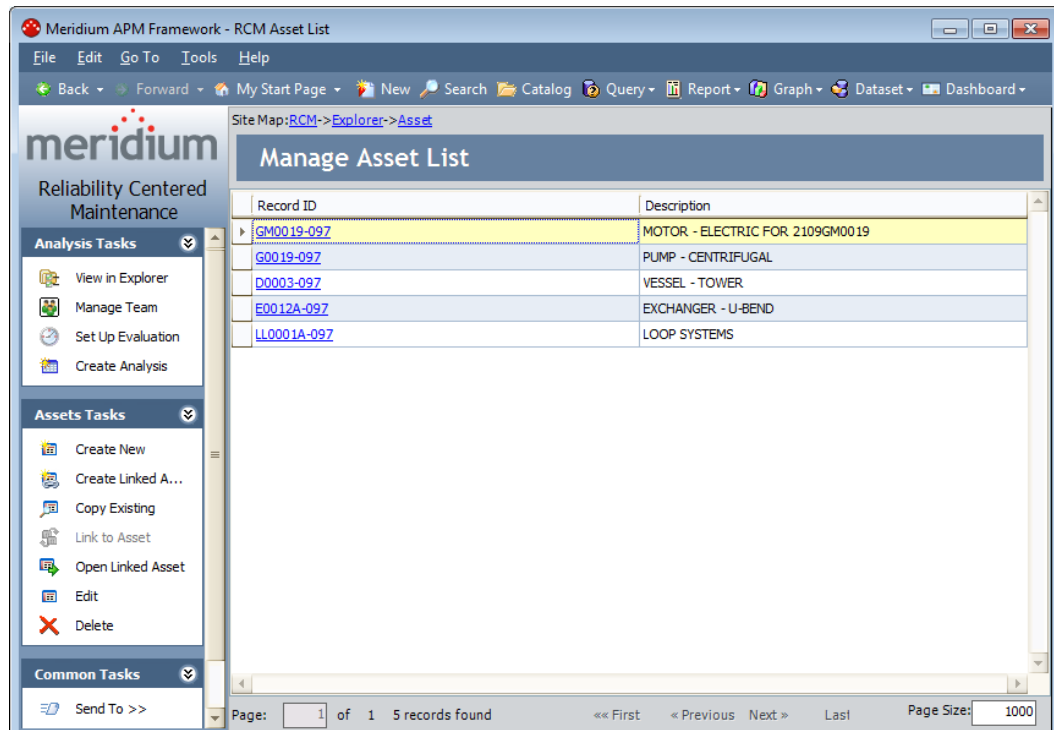 Meridium APM Framework - RCM Asset List
File Edit Go To Tools Help
Back Forward My Start Page New Search Catalog Query Report Graph Dataset Dashboard
meridium
Reliability Centered
Maintenance
Analysis Tasks
View in Explorer
Manage Team
Set Up Evaluation
Create Analysis
Assets Tasks
Create New
Create Linked A...
Copy Existing
Link to Asset
Open Linked Asset
Edit
Delete
Common Tasks
Send To >>
Site Map:RCM->Explorer->Asset
Manage Asset List
Record ID Description
GM0019-097 MOTOR - ELECTRIC FOR 2109GM0019
G0019-097 PUMP - CENTRIFUGAL
D0003-097 VESSEL - TOWER
E0012A-097 EXCHANGER - U-BEND
LL0001A-097 LOOP SYSTEMS
Page: 1 of 1 5 records found «« First « Previous Next » Last Page Size: 1000